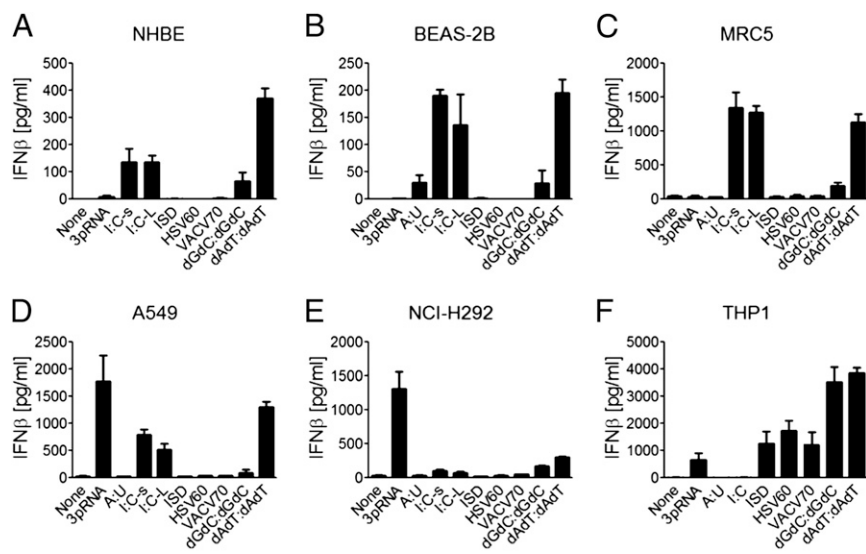 A
NHBE
IFNβ [pg/ml]
500
400
300
200
100
0
None
3pRNA
I:C-s
I:C-L
ISD
HSV60
VACV70
dGdC:dGdC
dAdT:dAdT
B
BEAS-2B
IFNβ [pg/ml]
250
200
150
100
50
0
None
3pRNA
A:U
I:C-s
I:C-L
ISD
HSV60
VACV70
dGdC:dGdC
dAdT:dAdT
C
MRC5
IFNβ [pg/ml]
2000
1500
1000
500
0
None
3pRNA
A:U
I:C-s
I:C-L
ISD
HSV60
VACV70
dGdC:dGdC
dAdT:dAdT
D
A549
IFNβ [pg/ml]
2500
2000
1500
1000
500
0
None
3pRNA
A:U
I:C-s
I:C-L
ISD
HSV60
VACV70
dGdC:dGdC
dAdT:dAdT
E
NCI-H292
IFNβ [pg/ml]
2000
1500
1000
500
0
None
3pRNA
A:U
I:C-s
I:C-L
ISD
HSV60
VACV70
dGdC:dGdC
dAdT:dAdT
F
THP1
IFNβ [pg/ml]
5000
4000
3000
2000
1000
0
None
3pRNA
A:U
I:C
ISD
HSV60
VACV70
dGdC:dGdC
dAdT:dAdT